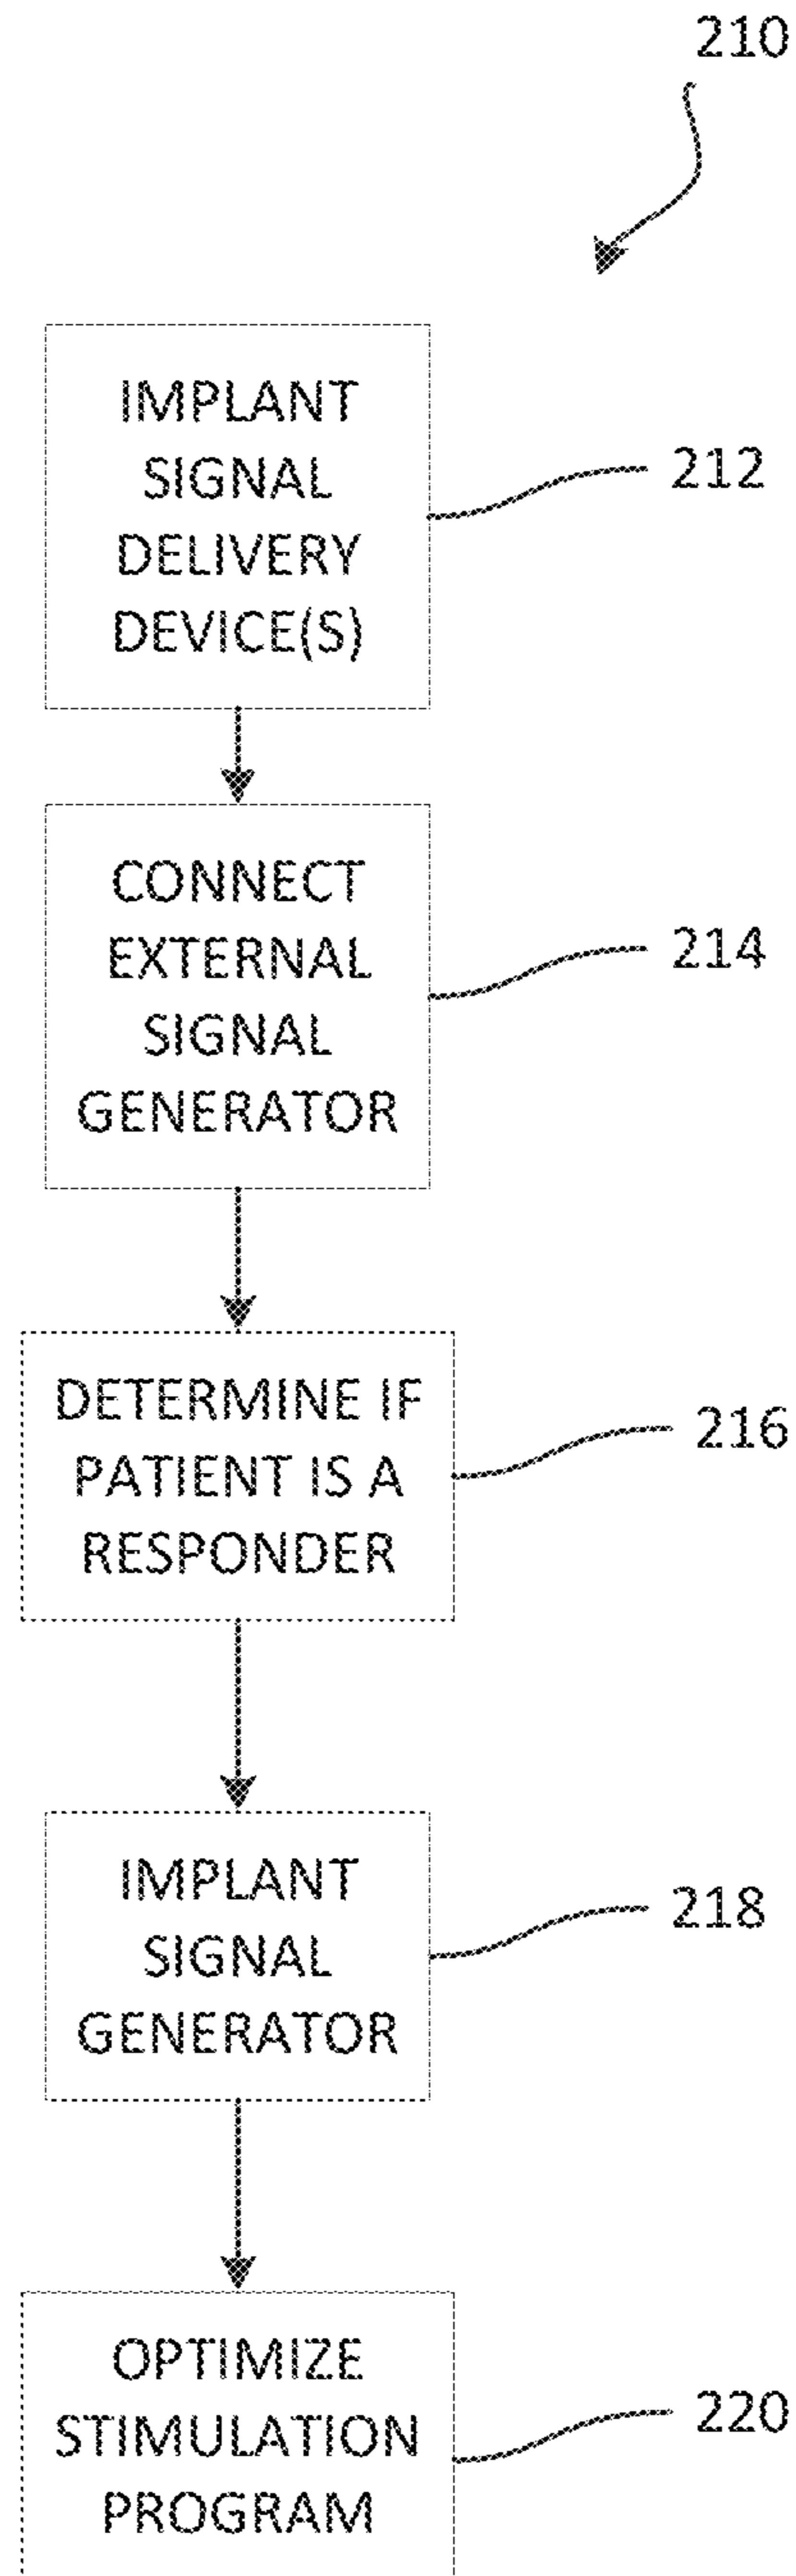 210
IMPLANT
SIGNAL
DELIVERY
DEVICE(S)
212
CONNECT
EXTERNAL
SIGNAL
GENERATOR
214
DETERMINE IF
PATIENT IS A
RESPONDER
216
IMPLANT
SIGNAL
GENERATOR
218
OPTIMIZE
STIMULATION
PROGRAM
220